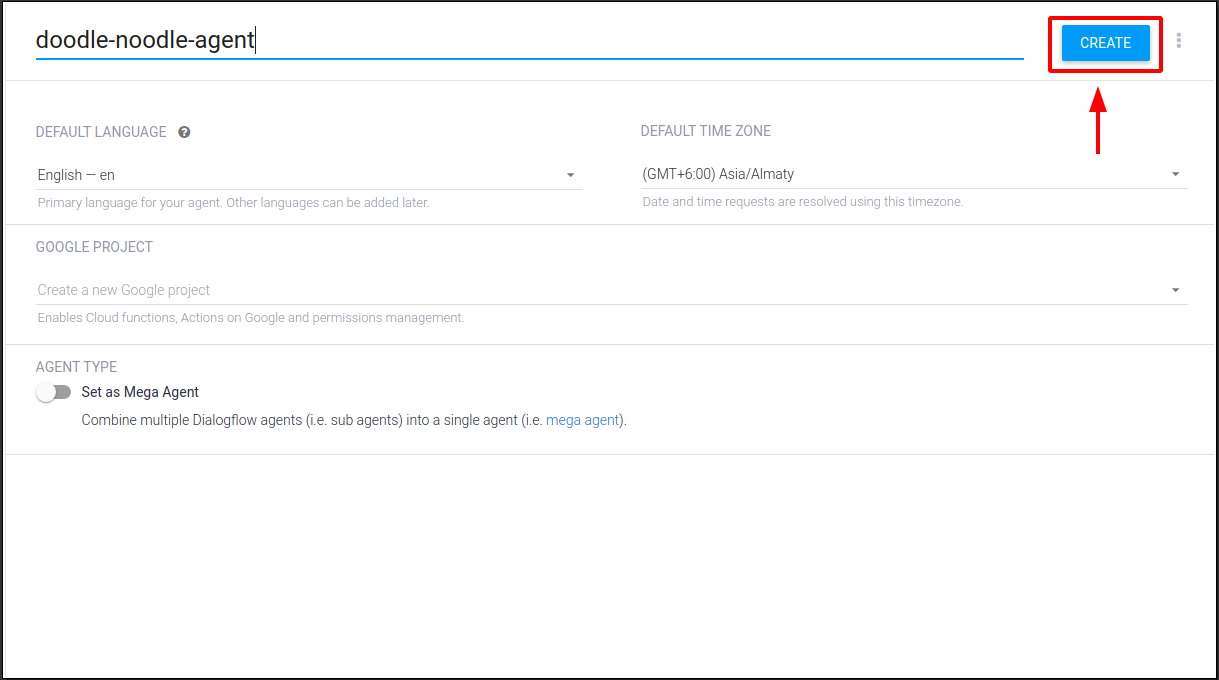 doodle-noodle-agent
CREATE
DEFAULT LANGUAGE
DEFAULT TIME ZONE
English — en
(GMT+6:00) Asia/Almaty
Primary language for your agent. Other languages can be added later.
Date and time requests are resolved using this timezone.
GOOGLE PROJECT
Create a new Google project
Enables Cloud functions, Actions on Google and permissions management.
AGENT TYPE
Set as Mega Agent
Combine multiple Dialogflow agents (i.e. sub agents) into a single agent (i.e. mega agent).